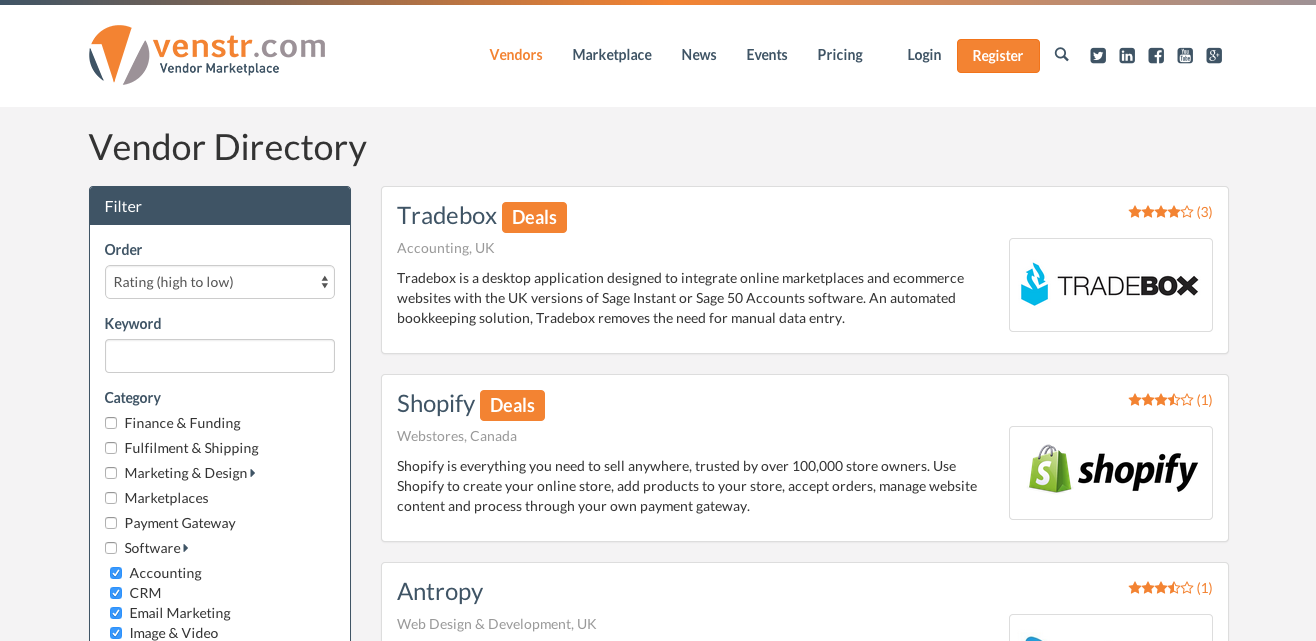 venstr.com
Vendor Marketplace
Vendors Marketplace News Events Pricing Login Register
Vendor Directory
Filter
Order
Rating (high to low)
Keyword
Category
Finance & Funding
Fulfilment & Shipping
Marketing & Design
Marketplaces
Payment Gateway
Software
Accounting
CRM
Email Marketing
Image & Video
Tradebox Deals
(3)
Accounting, UK
Tradebox is a desktop application designed to integrate online marketplaces and ecommerce
websites with the UK versions of Sage Instant or Sage 50 Accounts software. An automated
bookkeeping solution, Tradebox removes the need for manual data entry.
TRADEBOX
Shopify Deals
(1)
Webstores, Canada
Shopify is everything you need to sell anywhere, trusted by over 100,000 store owners. Use
Shopify to create your online store, add products to your store, accept orders, manage website
content and process through your own payment gateway.
shopify
Antropy
(1)
Web Design & Development, UK